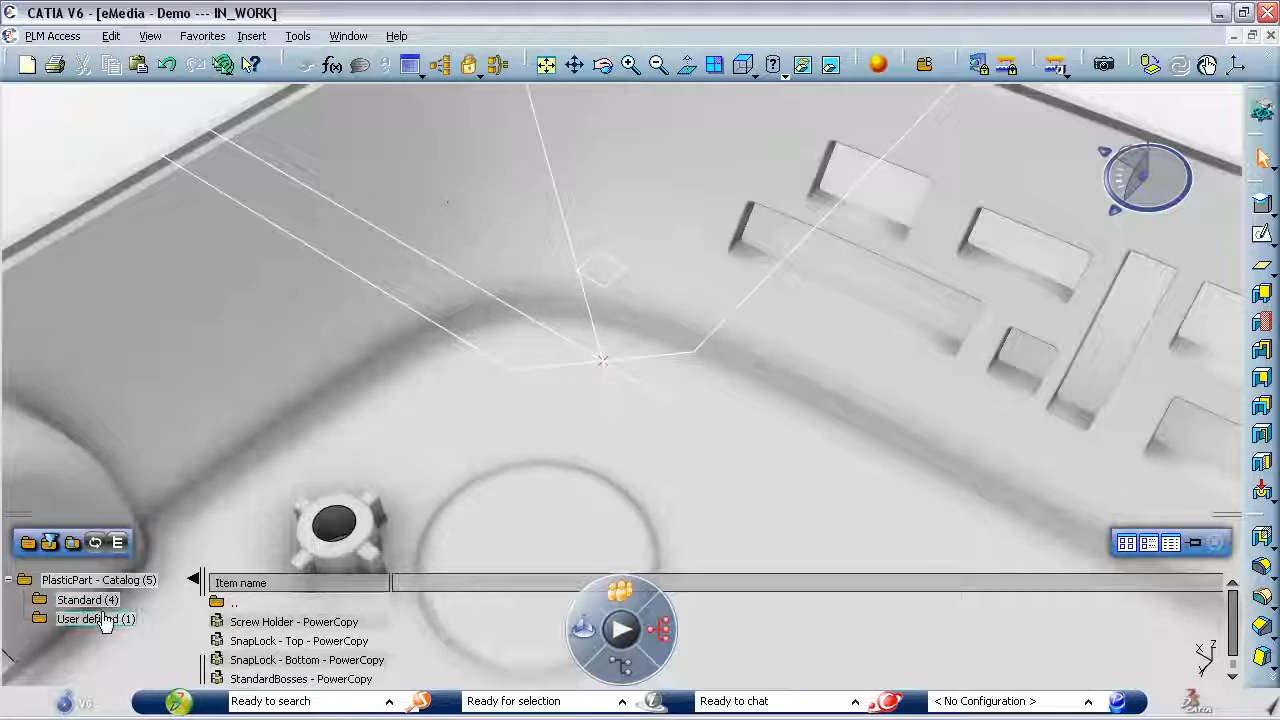 CATIA V6 - [eMedia - Demo --- IN_WORK]
PLM Access Edit View Favorites Insert Tools Window Help
f(x)
PlasticPart - Catalog (5)
Standard (4)
User defined (1)
Item name
..
Screw Holder - PowerCopy
SnapLock - Top - PowerCopy
SnapLock - Bottom - PowerCopy
StandardBosses - PowerCopy
V6 Ready to search Ready for selection Ready to chat < No Configuration > CATIA